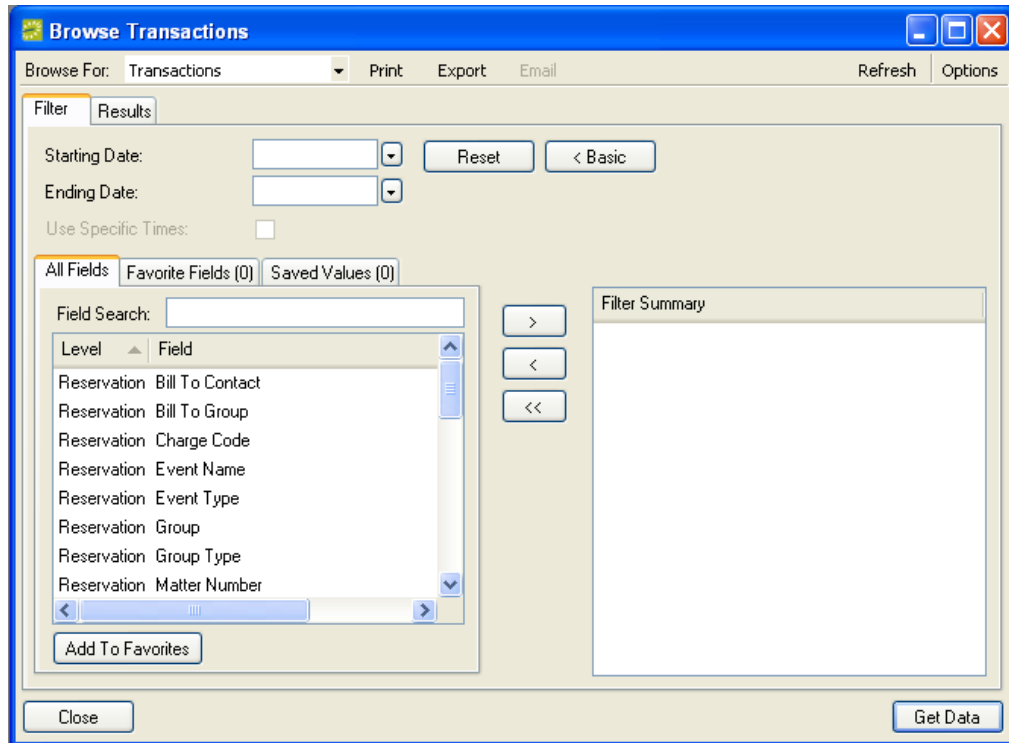 Browse Transactions
Browse For: Transactions Print Export Email Refresh Options
Filter Results
Starting Date: Reset < Basic
Ending Date:
Use Specific Times:
All Fields Favorite Fields (0) Saved Values (0)
Field Search:
Filter Summary
>
<
<<
Level Field
Reservation Bill To Contact
Reservation Bill To Group
Reservation Charge Code
Reservation Event Name
Reservation Event Type
Reservation Group
Reservation Group Type
Reservation Matter Number
Add To Favorites
Close Get Data